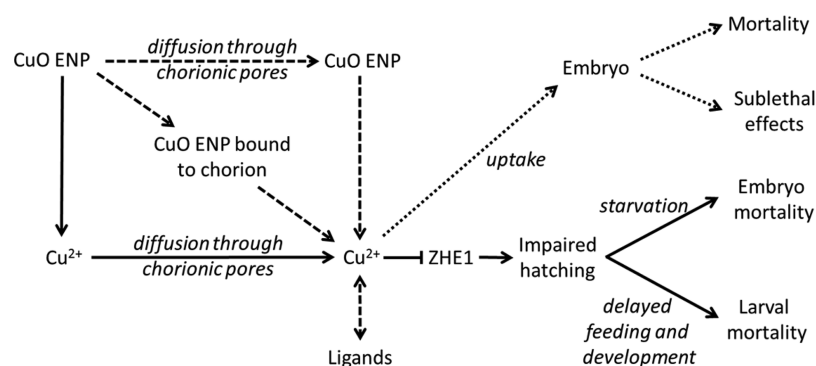 Mortality
diffusion through
CuO ENP
chorionic pores
CuO ENP
Embryo
Sublethal
effects
CuO ENP bound
to chorion
uptake
Embryo
mortality
starvation
diffusion through
Cu²⁺
chorionic pores
Cu²⁺
ZHE1
Impaired
hatching
delayed
feeding and
development
Larval
mortality
Ligands